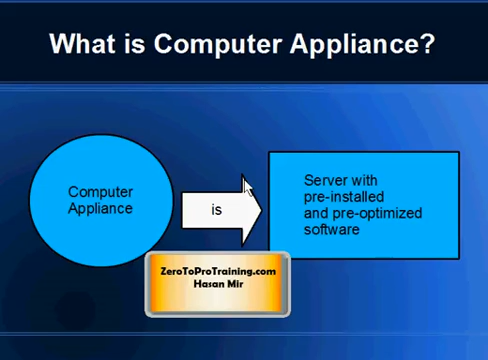 What is Computer Appliance?
Computer
Appliance
is
Server with
pre-installed
and pre-optimized
software
ZeroToProTraining.com
Hasan Mir